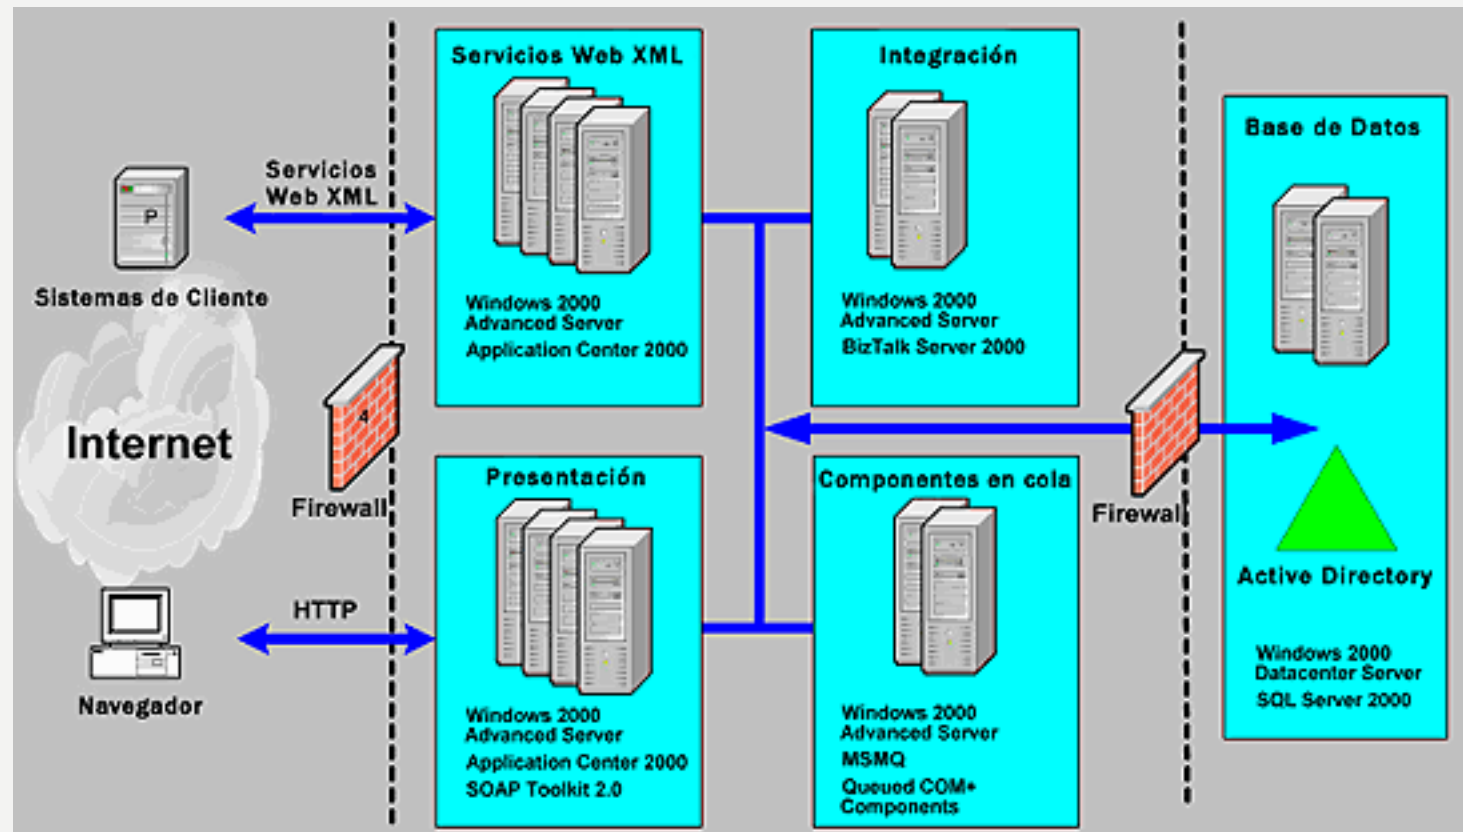 Servicios Web XML
Integración
Base de Datos
Servicios
Web XML
P
Sistemas de Cliente
Windows 2000
Advanced Server
Application Center 2000
Windows 2000
Advanced Server
BizTalk Server 2000
4
Internet
Firewall
Presentación
Componentes en cola
Firewall
Active Directory
HTTP
Navegador
Windows 2000
Datacenter Server
SQL Server 2000
Windows 2000
Advanced Server
Application Center 2000
SOAP Toolkit 2.0
Windows 2000
Advanced Server
MSMQ
Queued COM+
Components